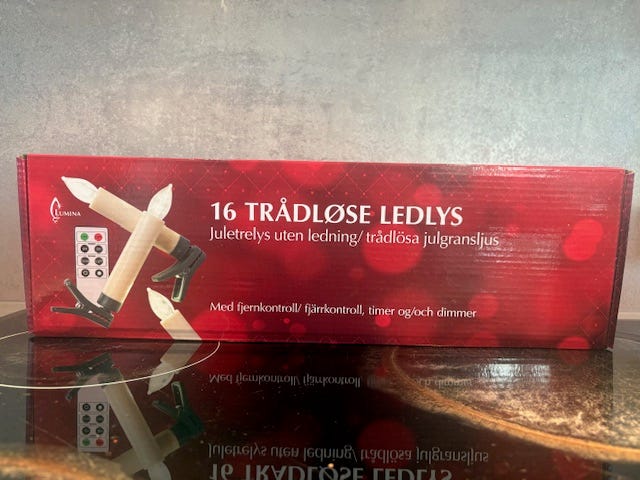 LUMINA
16 TRÅDLØSE LEDLYS
Juletrelys uten ledning/ trådlösa julgransljus
Med fjernkontroll/ fjärrkontroll, timer og/och dimmer